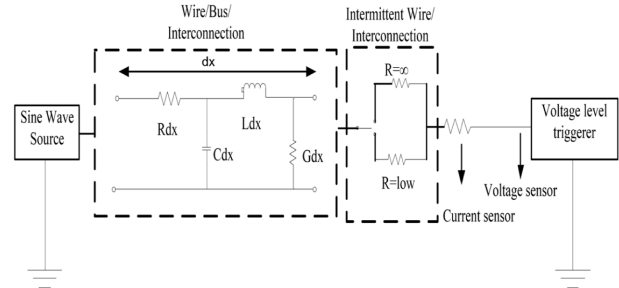 Wire/Bus/
Interconnection
Intermittent Wire/
Interconnection
dx
R=∞
Sine Wave
Source
Rdx
Ldx
Cdx
Gdx
R=low
Voltage level
triggerer
Voltage sensor
Current sensor